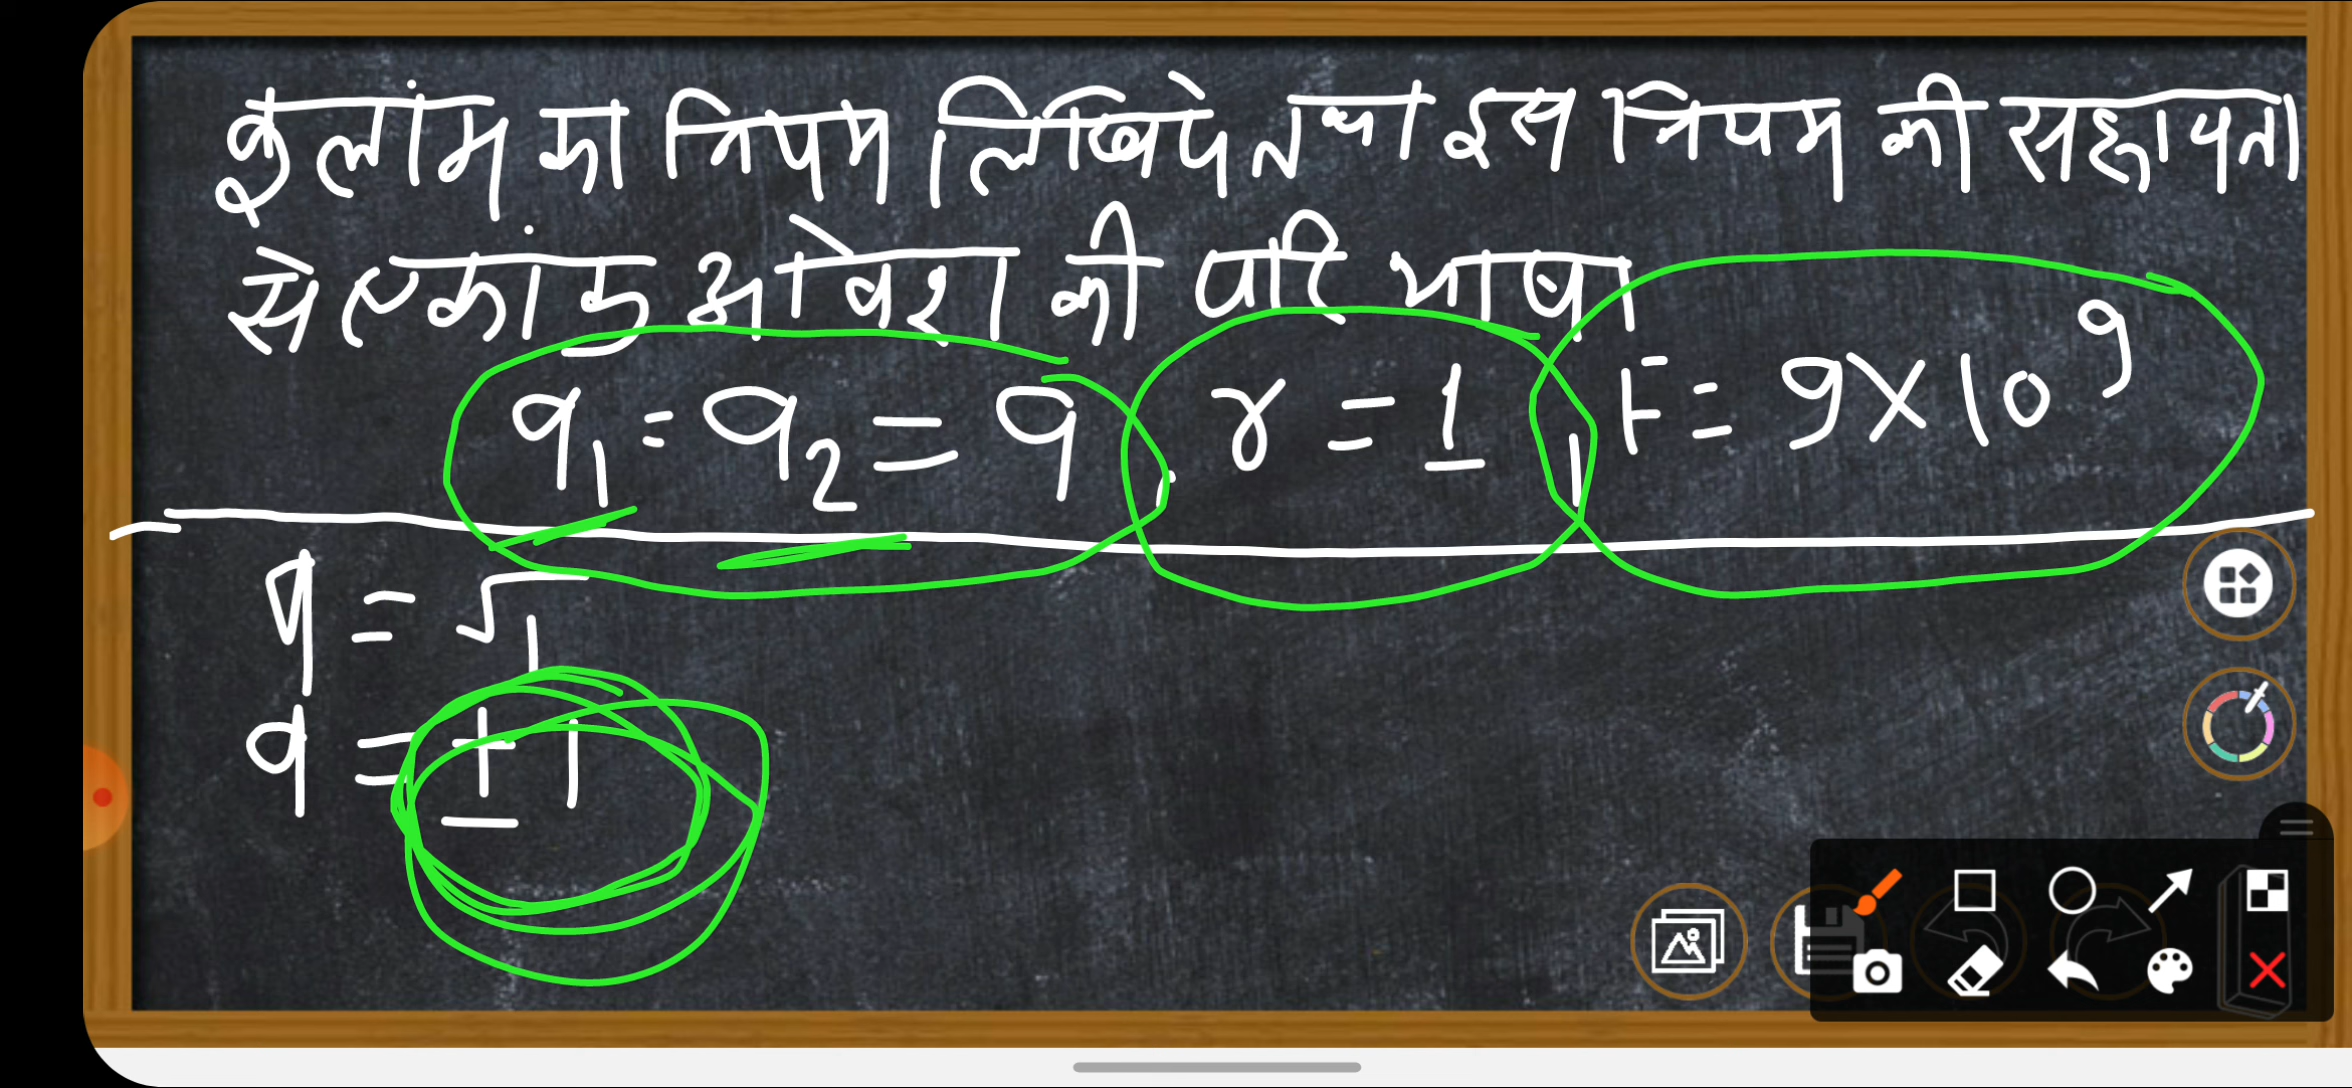 कुलांम का नियम लिखिये तथा इस नियम की सहायता
से एकांक आवेश की परिभाषा
q₁ = q₂ = q, r = 1, F = 9×10⁹
q = √1
q = ±1